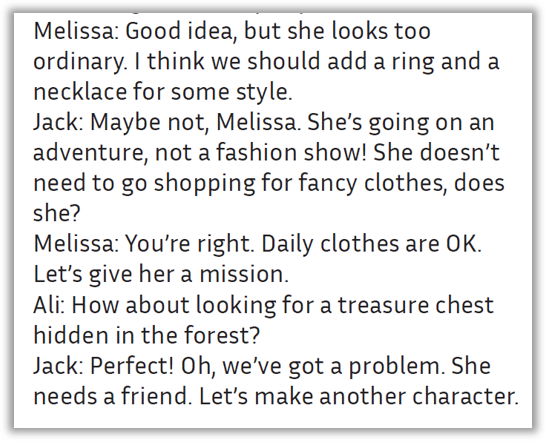 Melissa: Good idea, but she looks too
ordinary. I think we should add a ring and a
necklace for some style.
Jack: Maybe not, Melissa. She’s going on an
adventure, not a fashion show! She doesn’t
need to go shopping for fancy clothes, does
she?
Melissa: You’re right. Daily clothes are OK.
Let’s give her a mission.
Ali: How about looking for a treasure chest
hidden in the forest?
Jack: Perfect! Oh, we’ve got a problem. She
needs a friend. Let’s make another character.